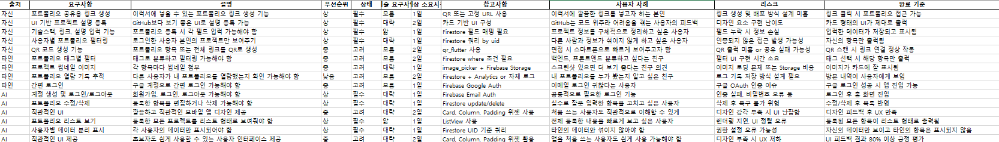 출처 요구사항 설명 우선순위 상태 술 요구사 상 소요시 참고사항 사용자 사례 리스크 완료 기준
자신 포트폴리오 공유용 링크 생성 이력서에 넣을 수 있는 포트폴리오 링크 생성 기능 상 필수 모름 1일 QR 또는 고정 URL 사용 이력서에 깔끔한 링크를 넣고자 하는 본인 링크 생성 및 배포 방식 설계 미흡 링크 클릭 시 포트폴리오 접근 가능
자신 UI 기반 프로젝트 설명 등록 GitHub보다 보기 좋은 UI로 설명 등록 가능 상 필수 대략 2일 카드 기반 UI 구성 GitHub는 코드 위주라 어려움을 겪는 사용자의 피드백 디자인 요소 구현 난이도 카드 형태의 UI가 제대로 출력
자신 기술스택, 링크, 설명 입력 기능 포트폴리오 등록 시 각 필드 입력 가능해야 함 상 필수 앎 1일 Firestore 필드 매핑 필요 프로젝트 정보를 구체적으로 정리하고 싶은 사용자 필드 누락 시 정보 손실 입력한 데이터가 저장되고 표시됨
자신 사용자별 포트폴리오 필터링 로그인한 사용자 본인의 프로젝트만 보여주기 상 필수 대략 1일 Firestore 쿼리 by uid 다른 사람과 정보가 섞이지 않게 하고 싶은 사용자 인증되지 않은 접근 발생 가능성 자신의 항목만 출력됨
자신 QR 코드 생성 기능 포트폴리오 항목 또는 전체 링크를 QR로 생성 중 고려 모름 2일 qr_flutter 사용 면접 시 스마트폰으로 빠르게 보여주고자 함 QR 출력 미흡 or 공유 실패 가능성 QR 스캔 시 링크 연결 정상 작동
타인 포트폴리오 태그별 필터 태그로 분류하고 필터링 가능해야 함 중 고려 모름 2일 Firestore where 조건 필요 백엔드, 프론트엔드 분류하고 싶다는 친구 필터 UI 구현 시간 소요 태그 선택 시 해당 항목만 출력
타인 프로젝트 썸네일 이미지 각 항목마다 썸네일 첨부 중 고려 대략 1일 image_picker + Firebase Storage 스크린샷 있으면 더 보기 좋다는 친구 의견 이미지 로딩 문제 또는 Storage 비용 이미지가 카드에 잘 표시됨
타인 포트폴리오 열람 기록 추적 다른 사용자가 내 포트폴리오를 열람했는지 확인 가능해야 함 낮음 고려 모름 2일 Firestore + Analytics or 자체 로그 내 포트폴리오를 누가 봤는지 알고 싶은 친구 로그 기록 저장 방식 설계 필요 방문 내역이 사용자에게 보임
타인 간편 로그인 구글 계정으로 간편 로그인 가능해야 함 중 고려 모름 1일 Firebase Google Auth 이메일 로그인 귀찮다는 사용자 구글 OAuth 인증 이슈 구글 로그인 성공 시 앱 진입 가능
AI 계정 생성 및 로그인/로그아웃 회원가입, 로그인, 로그아웃 가능해야 함 상 필수 대략 1일 Firebase Email Auth 공통적으로 필요한 로그인 기능 인증 실패, 비밀번호 오류 등 로그인 후 홈 화면 진입
AI 포트폴리오 수정/삭제 등록한 항목을 편집하거나 삭제 가능해야 함 상 필수 대략 1일 Firebase update/delete 실수로 잘못 입력한 항목을 고치고 싶은 사용자 삭제 후 복구 불가 위험 수정/삭제 후 목록 반영
AI 직관적인 UI 깔끔하고 직관적인 모바일 앱 디자인 제공 중 고려 대략 2일 Card, Column, Padding 위젯 사용 처음 쓰는 사용자도 직관적으로 이해할 수 있게 디자인 감각 부족 시 UI 난잡함 디자인 피드백 후 UX 만족
AI 포트폴리오 리스트 보기 등록한 모든 프로젝트를 리스트 형태로 보여줘야 함 상 필수 앎 1일 ListView 사용 전체 등록한 내용을 빠르게 보고 싶은 사용자 렌더링 지연, UI 정렬 오류 등록된 모든 항목이 리스트 형태로 출력됨
AI 사용자별 데이터 분리 표시 각 사용자의 데이터만 표시되어야 함 상 필수 대략 1일 Firestore UID 기준 쿼리 타인의 데이터와 섞이지 않아야 함 권한 설정 오류 가능성 자신의 데이터만 보이고 타인의 항목은 표시되지 않음
AI 직관적인 UI 제공 초보자도 쉽게 사용할 수 있는 사용자 인터페이스 제공 중 고려 대략 2일 Card, Column, Padding 위젯 활용 앱을 처음 쓰는 사용자도 쉽게 사용 가능해야 함 디자인 부족 시 UX 저하 UI 피드백 결과 80% 이상 긍정 평가